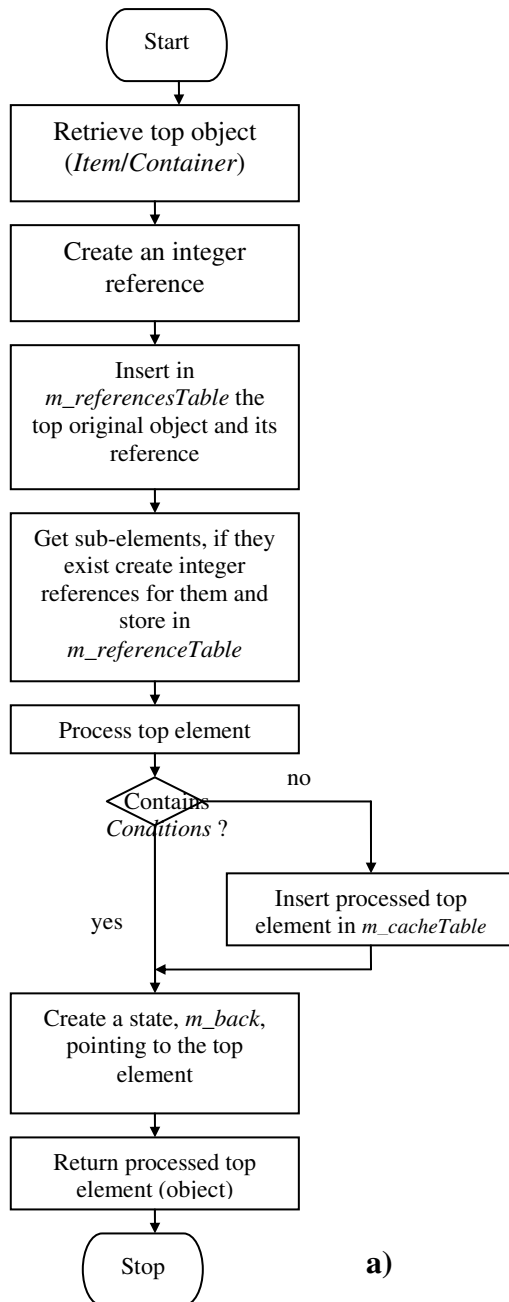 Start
Retrieve top object
(Item/Container)
Create an integer
reference
Insert in
m_referencesTable the
top original object and its
reference
Get sub-elements, if they
exist create integer
references for them and
store in
m_referenceTable
Process top element
Contains
Conditions ?
no
Insert processed top
element in m_cacheTable
yes
Create a state, m_back,
pointing to the top
element
Return processed top
element (object)
Stop
a)